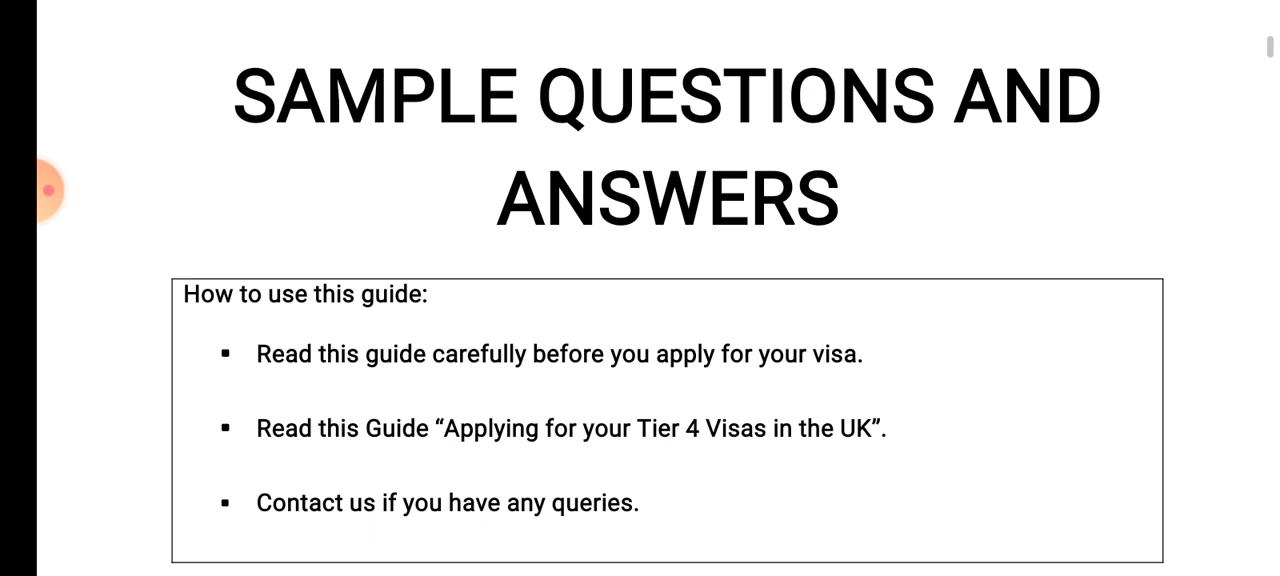 SAMPLE QUESTIONS AND
ANSWERS
How to use this guide:
▪ Read this guide carefully before you apply for your visa.
▪ Read this Guide “Applying for your Tier 4 Visas in the UK”.
▪ Contact us if you have any queries.